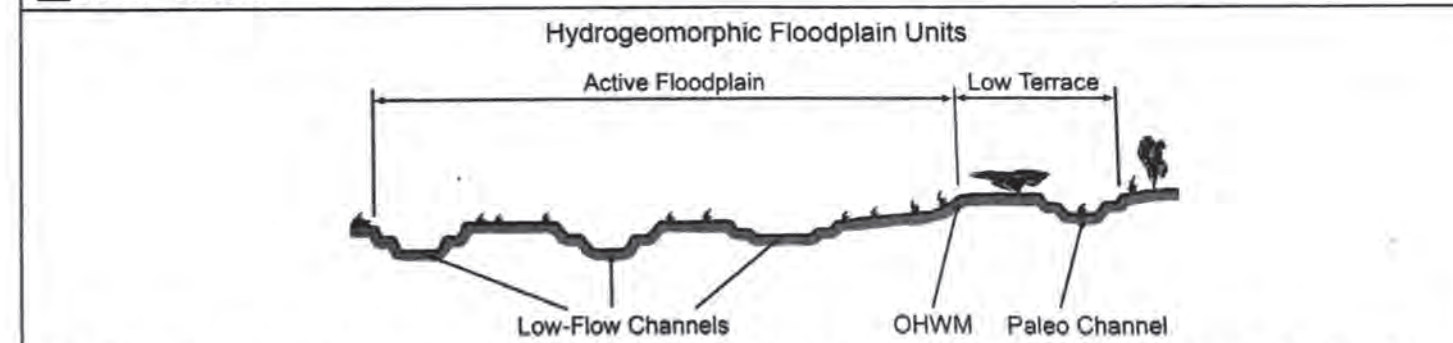 Hydrogeomorphic Floodplain Units
Active Floodplain
Low Terrace
Low-Flow Channels
OHWM
Paleo Channel